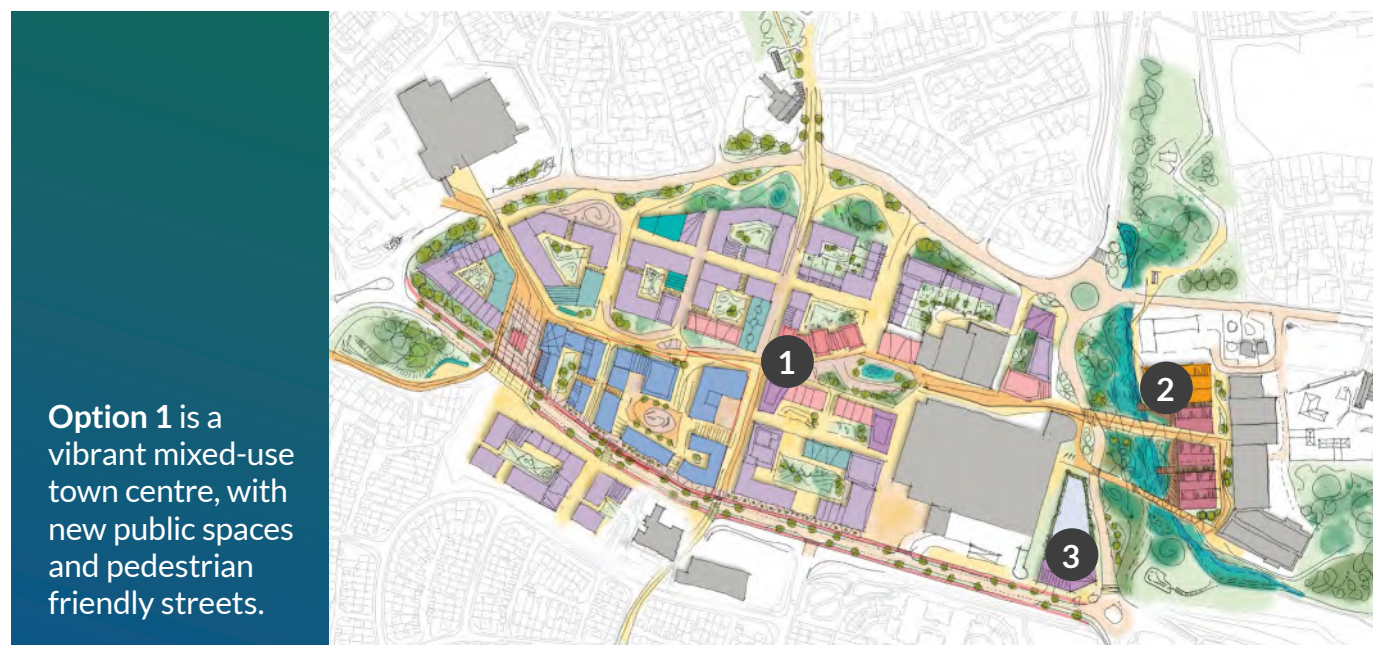 Option 1 is a
vibrant mixed-use
town centre, with
new public spaces
and pedestrian
friendly streets.
1
2
3